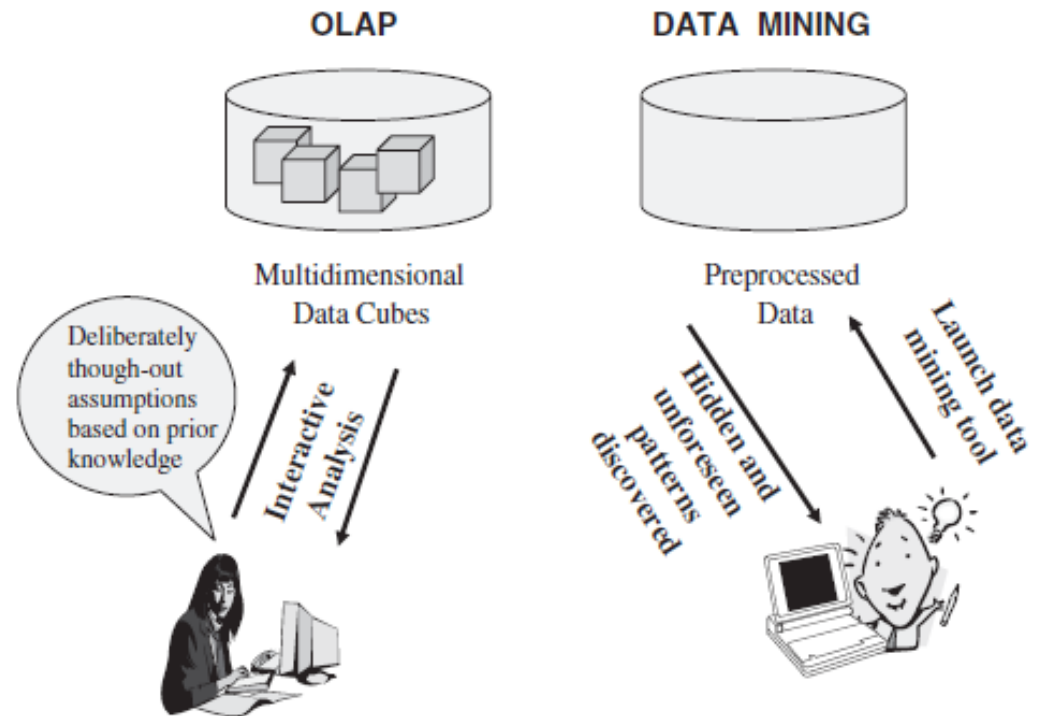 OLAP
DATA MINING
Multidimensional
Data Cubes
Preprocessed
Data
Deliberately
though-out
assumptions
based on prior
knowledge
Interactive
Analysis
Hidden and
unforeseen
patterns
discovered
Launch data
mining tool